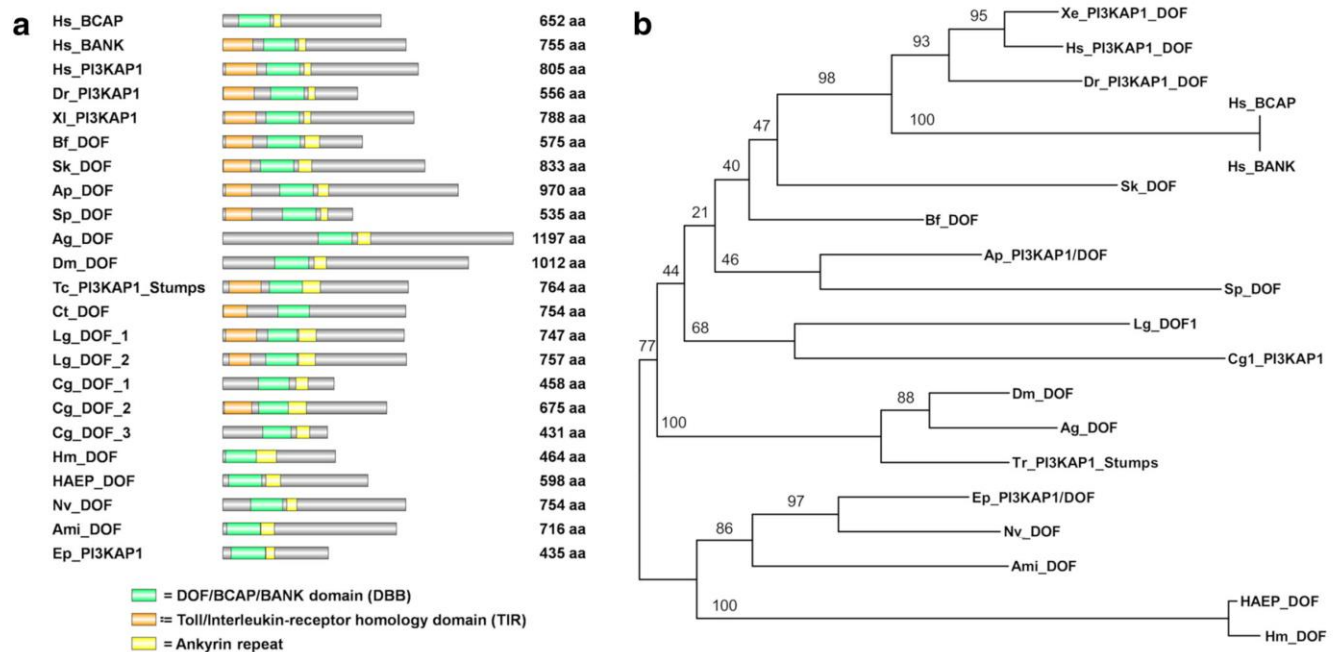 a
Hs_BCAP 652 aa
Hs_BANK 755 aa
Hs_PI3KAP1 805 aa
Dr_PI3KAP1 556 aa
Xl_PI3KAP1 788 aa
Bf_DOF 575 aa
Sk_DOF 833 aa
Ap_DOF 970 aa
Sp_DOF 535 aa
Ag_DOF 1197 aa
Dm_DOF 1012 aa
Tc_PI3KAP1_Stumps 764 aa
Ct_DOF 754 aa
Lg_DOF_1 747 aa
Lg_DOF_2 757 aa
Cg_DOF_1 458 aa
Cg_DOF_2 675 aa
Cg_DOF_3 431 aa
Hm_DOF 464 aa
HAEP_DOF 598 aa
Nv_DOF 754 aa
Ami_DOF 716 aa
Ep_PI3KAP1 435 aa
= DOF/BCAP/BANK domain (DBB)
:= Toll/Interleukin-receptor homology domain (TIR)
= Ankyrin repeat
b
95 Xe_PI3KAP1_DOF
93 Hs_PI3KAP1_DOF
98 Dr_PI3KAP1_DOF
Hs_BCAP
100
47 Hs_BANK
40 Sk_DOF
21 Bf_DOF
44 46 Ap_PI3KAP1/DOF
Sp_DOF
68 Lg_DOF1
77 Cg1_PI3KAP1
88 Dm_DOF
100 Ag_DOF
Tr_PI3KAP1_Stumps
97 Ep_PI3KAP1/DOF
86 Nv_DOF
Ami_DOF
100 HAEP_DOF
Hm_DOF